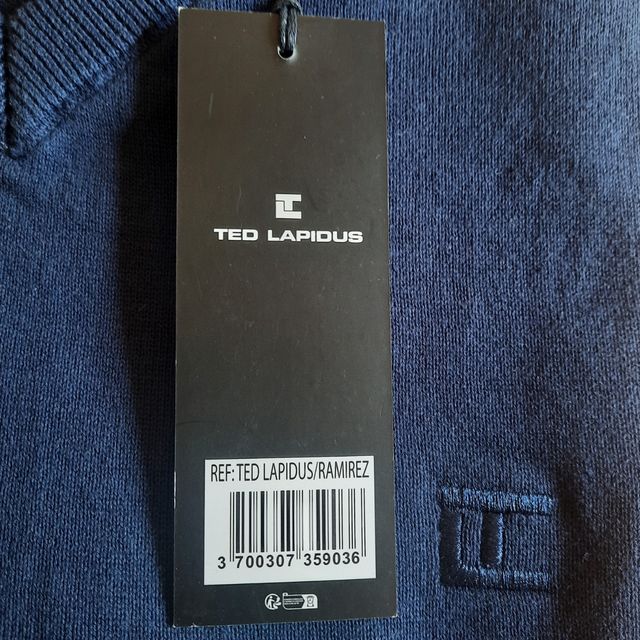 TED LAPIDUS
REF: TED LAPIDUS/RAMIREZ
3 700307 359036